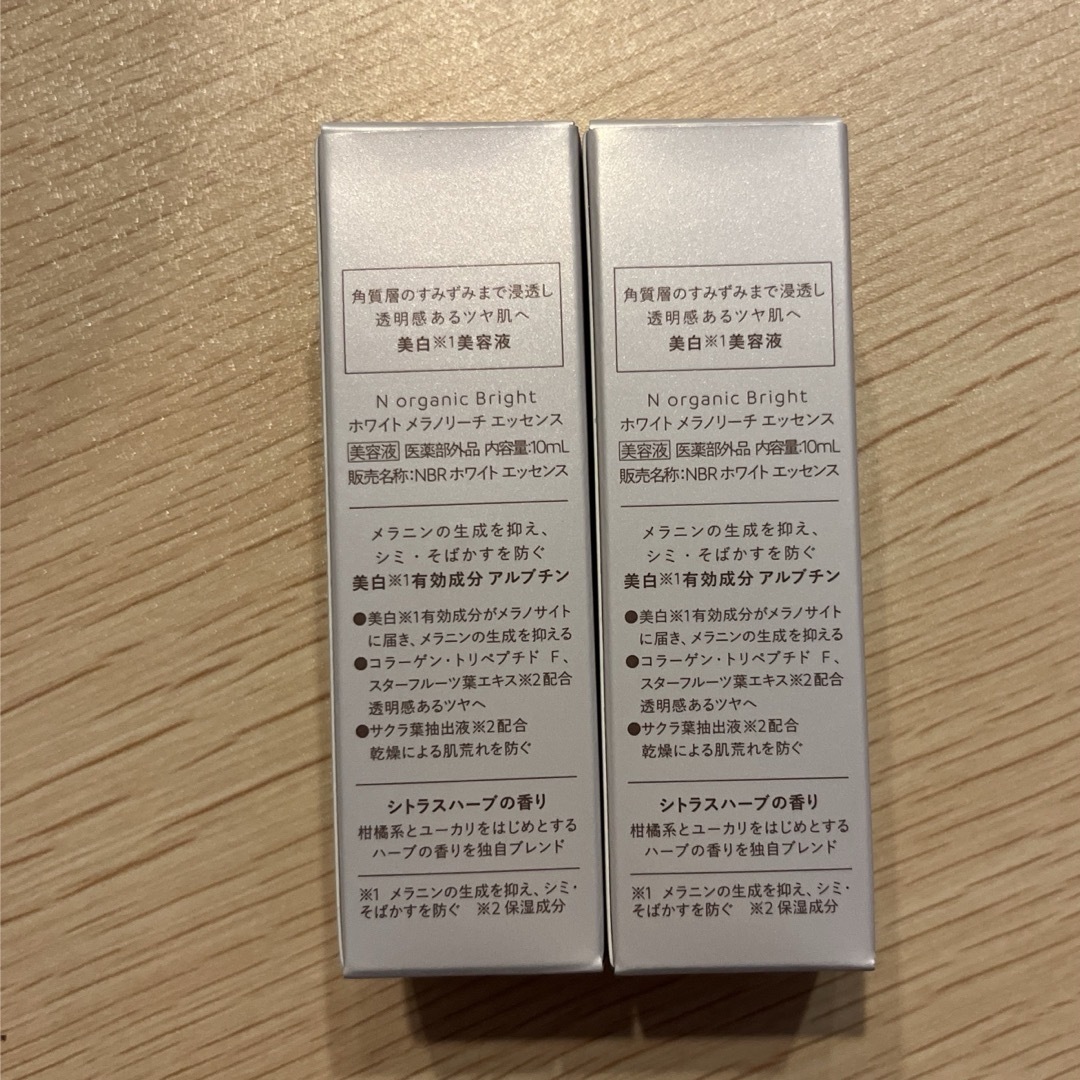 角質層のすみずみまで浸透し
透明感あるツヤ肌へ
美白※1美容液
N organic Bright
ホワイト メラノリーチ エッセンス
美容液 医薬部外品 内容量:10mL
販売名称:NBR ホワイト エッセンス
メラニンの生成を抑え、
シミ・そばかすを防ぐ
美白※1有効成分 アルブチン
●美白※1有効成分がメラノサイト
に届き、メラニンの生成を抑える
●コラーゲン・トリペプチド F、
スターフルーツ葉エキス※2配合
透明感あるツヤへ
●サクラ葉抽出液※2配合
乾燥による肌荒れを防ぐ
シトラスハーブの香り
柑橘系とユーカリをはじめとする
ハーブの香りを独自ブレンド
※1 メラニンの生成を抑え、シミ・
そばかすを防ぐ ※2 保湿成分
角質層のすみずみまで浸透し
透明感あるツヤ肌へ
美白※1美容液
N organic Bright
ホワイト メラノリーチ エッセンス
美容液 医薬部外品 内容量:10mL
販売名称:NBR ホワイト エッセンス
メラニンの生成を抑え、
シミ・そばかすを防ぐ
美白※1有効成分 アルブチン
●美白※1有効成分がメラノサイト
に届き、メラニンの生成を抑える
●コラーゲン・トリペプチド F、
スターフルーツ葉エキス※2配合
透明感あるツヤへ
●サクラ葉抽出液※2配合
乾燥による肌荒れを防ぐ
シトラスハーブの香り
柑橘系とユーカリをはじめとする
ハーブの香りを独自ブレンド
※1 メラニンの生成を抑え、シミ・
そばかすを防ぐ ※2 保湿成分